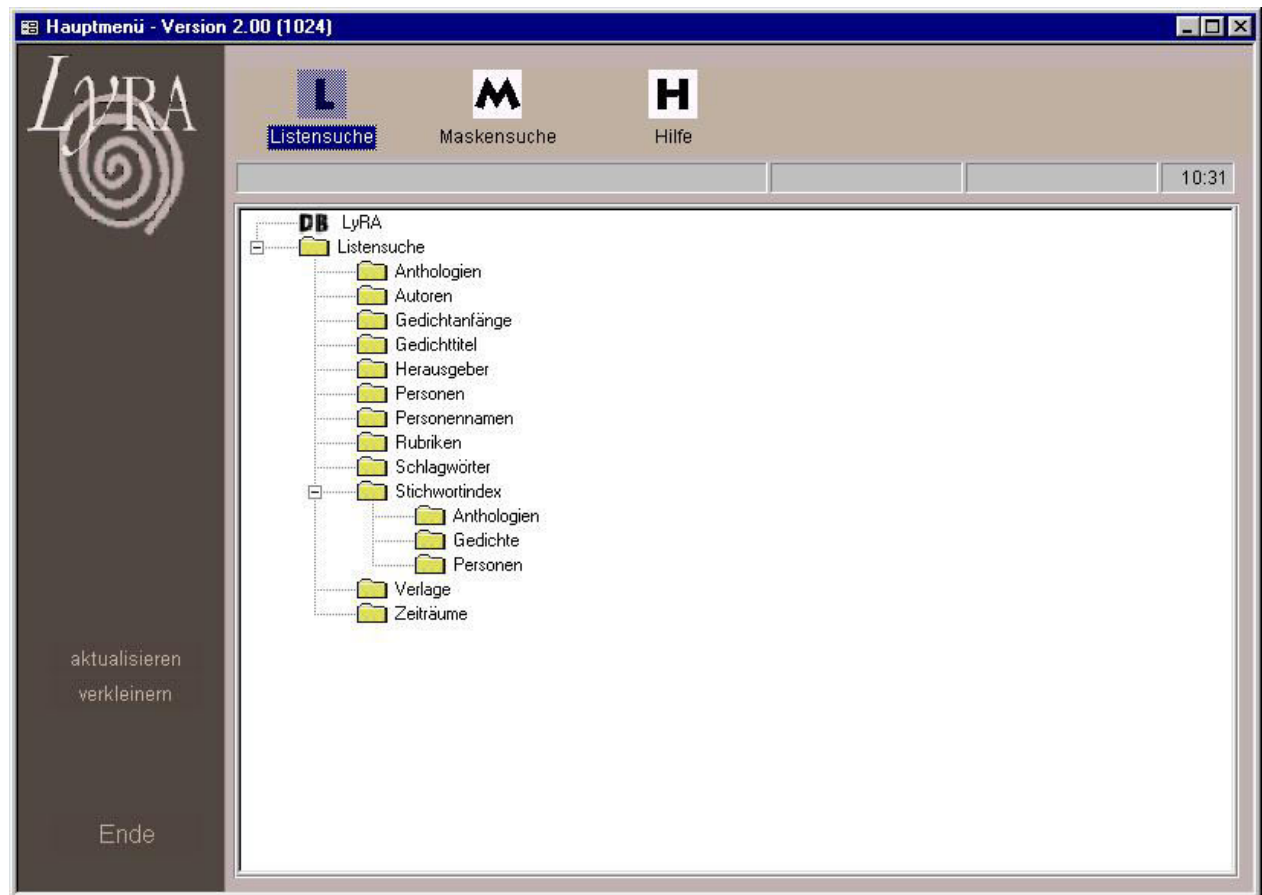 Hauptmenü - Version 2.00 (1024)
LyRA
L M H
Listensuche Maskensuche Hilfe
10:31
DB LyRA
Listensuche
Anthologien
Autoren
Gedichtanfänge
Gedichttitel
Herausgeber
Personen
Personennamen
Rubriken
Schlagwörter
Stichwortindex
Anthologien
Gedichte
Personen
Verlage
Zeiträume
aktualisieren
verkleinern
Ende